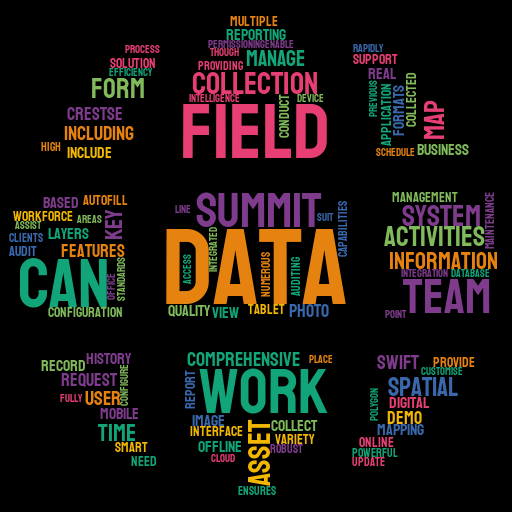 MULTIPLE
REPORTING
PERMISSIONINGENABLE
THOUGH
MANAGE
PROVIDING
COLLECTION
INTELLIGENCE
CONDUCT
DEVICE
FIELD
PROCESS
SOLUTION
EFFICIENCY
FORM
CRESTSE
INCLUDING
HIGH
INCLUDE
RAPIDLY
SUPPORT
REAL
PREVIOUS
APPLICATION
FORMATS
COLLECTED
MAP
SCHEDULE
BUSINESS
BASED
AUTOFILL
WORKFORCE
AREAS
KEY
ASSIST
CLIENTS
LAYERS
AUDIT
FEATURES
CAN
OFFICE
STANDARDS
CONFIGURATION
LINE
SUMMIT
SUIT
CAPABILITIES
DATA
ACCESS
INTEGRATED
NUMEROUS
AUDITING
QUALITY
VIEW
TABLET
PHOTO
MANAGEMENT
SYSTEM
MAINTENANCE
ACTIVITIES
INFORMATION
INTEGRATION
DATABASE
TEAM
POINT
RECORD
HISTORY
REQUEST
CONFIGURE
FULLY
USER
MOBILE
TIME
SMART
NEED
COMPREHENSIVE
PLACE
REPORT
WORK
IMAGE
INTERFACE
ASSET
COLLECT
VARIETY
OFFLINE
ROBUST
CLOUD
ENSURES
SWIFT
PROVIDE
CUSTOMISE
SPATIAL
POLYGON
DIGITAL
DEMO
MAPPING
ONLINE
POWERFUL
UPDATE